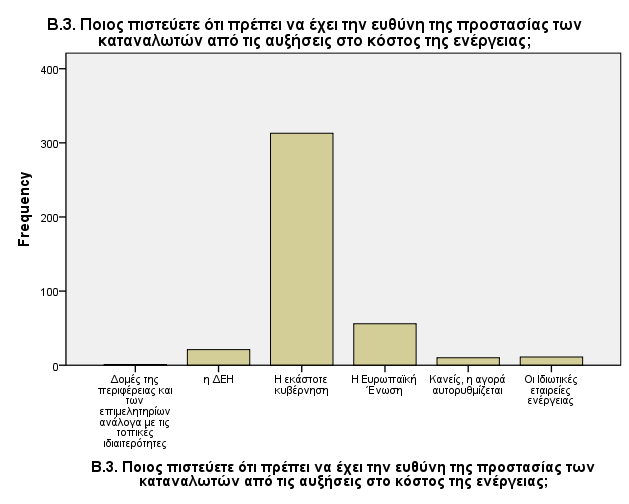 Β.3. Ποιος πιστεύετε ότι πρέπει να έχει την ευθύνη της προστασίας των
καταναλωτών από τις αυξήσεις στο κόστος της ενέργειας;
400
300
200
100
0
Frequency
Δομές της
περιφέρειας και
των
επιμελητηρίων
ανάλογα με τις
τοπικές
ιδιαιτερότητες
η ΔΕΗ
Η εκάστοτε
κυβέρνηση
Η Ευρωπαϊκή
Ένωση
Κανείς, η αγορά
αυτορυθμίζεται
Οι Ιδιωτικές
εταιρείες
ενέργειας
Β.3. Ποιος πιστεύετε ότι πρέπει να έχει την ευθύνη της προστασίας των
καταναλωτών από τις αυξήσεις στο κόστος της ενέργειας;